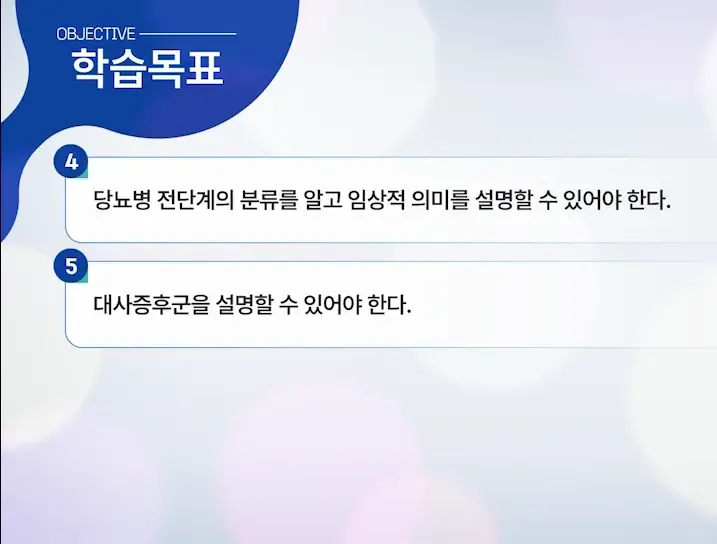 OBJECTIVE
학습목표
4
당뇨병 전단계의 분류를 알고 임상적 의미를 설명할 수 있어야 한다.
5
대사증후군을 설명할 수 있어야 한다.